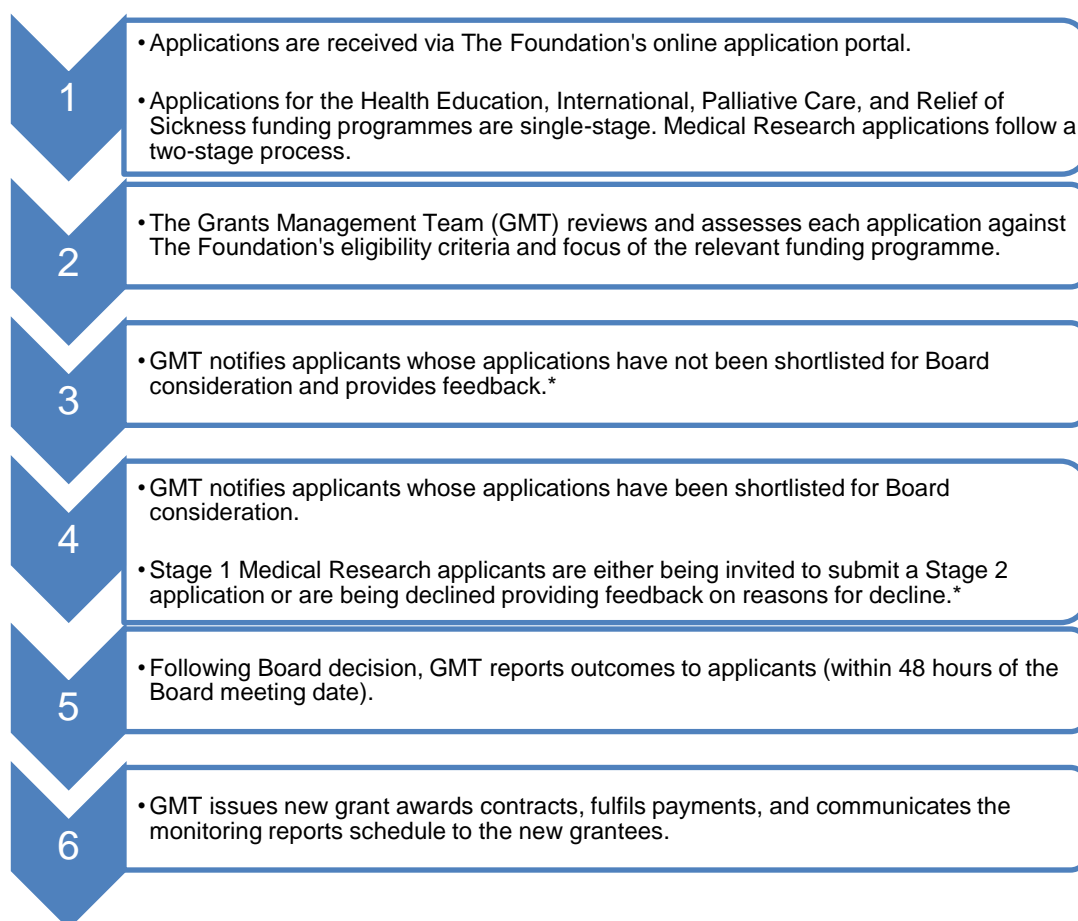 1
•Applications are received via The Foundation's online application portal.
•Applications for the Health Education, International, Palliative Care, and Relief of
Sickness funding programmes are single-stage. Medical Research applications follow a
two-stage process.
2
•The Grants Management Team (GMT) reviews and assesses each application against
The Foundation's eligibility criteria and focus of the relevant funding programme.
3
•GMT notifies applicants whose applications have not been shortlisted for Board
consideration and provides feedback.*
4
•GMT notifies applicants whose applications have been shortlisted for Board
consideration.
•Stage 1 Medical Research applicants are either being invited to submit a Stage 2
application or are being declined providing feedback on reasons for decline.*
5
•Following Board decision, GMT reports outcomes to applicants (within 48 hours of the
Board meeting date).
6
•GMT issues new grant awards contracts, fulfils payments, and communicates the
monitoring reports schedule to the new grantees.